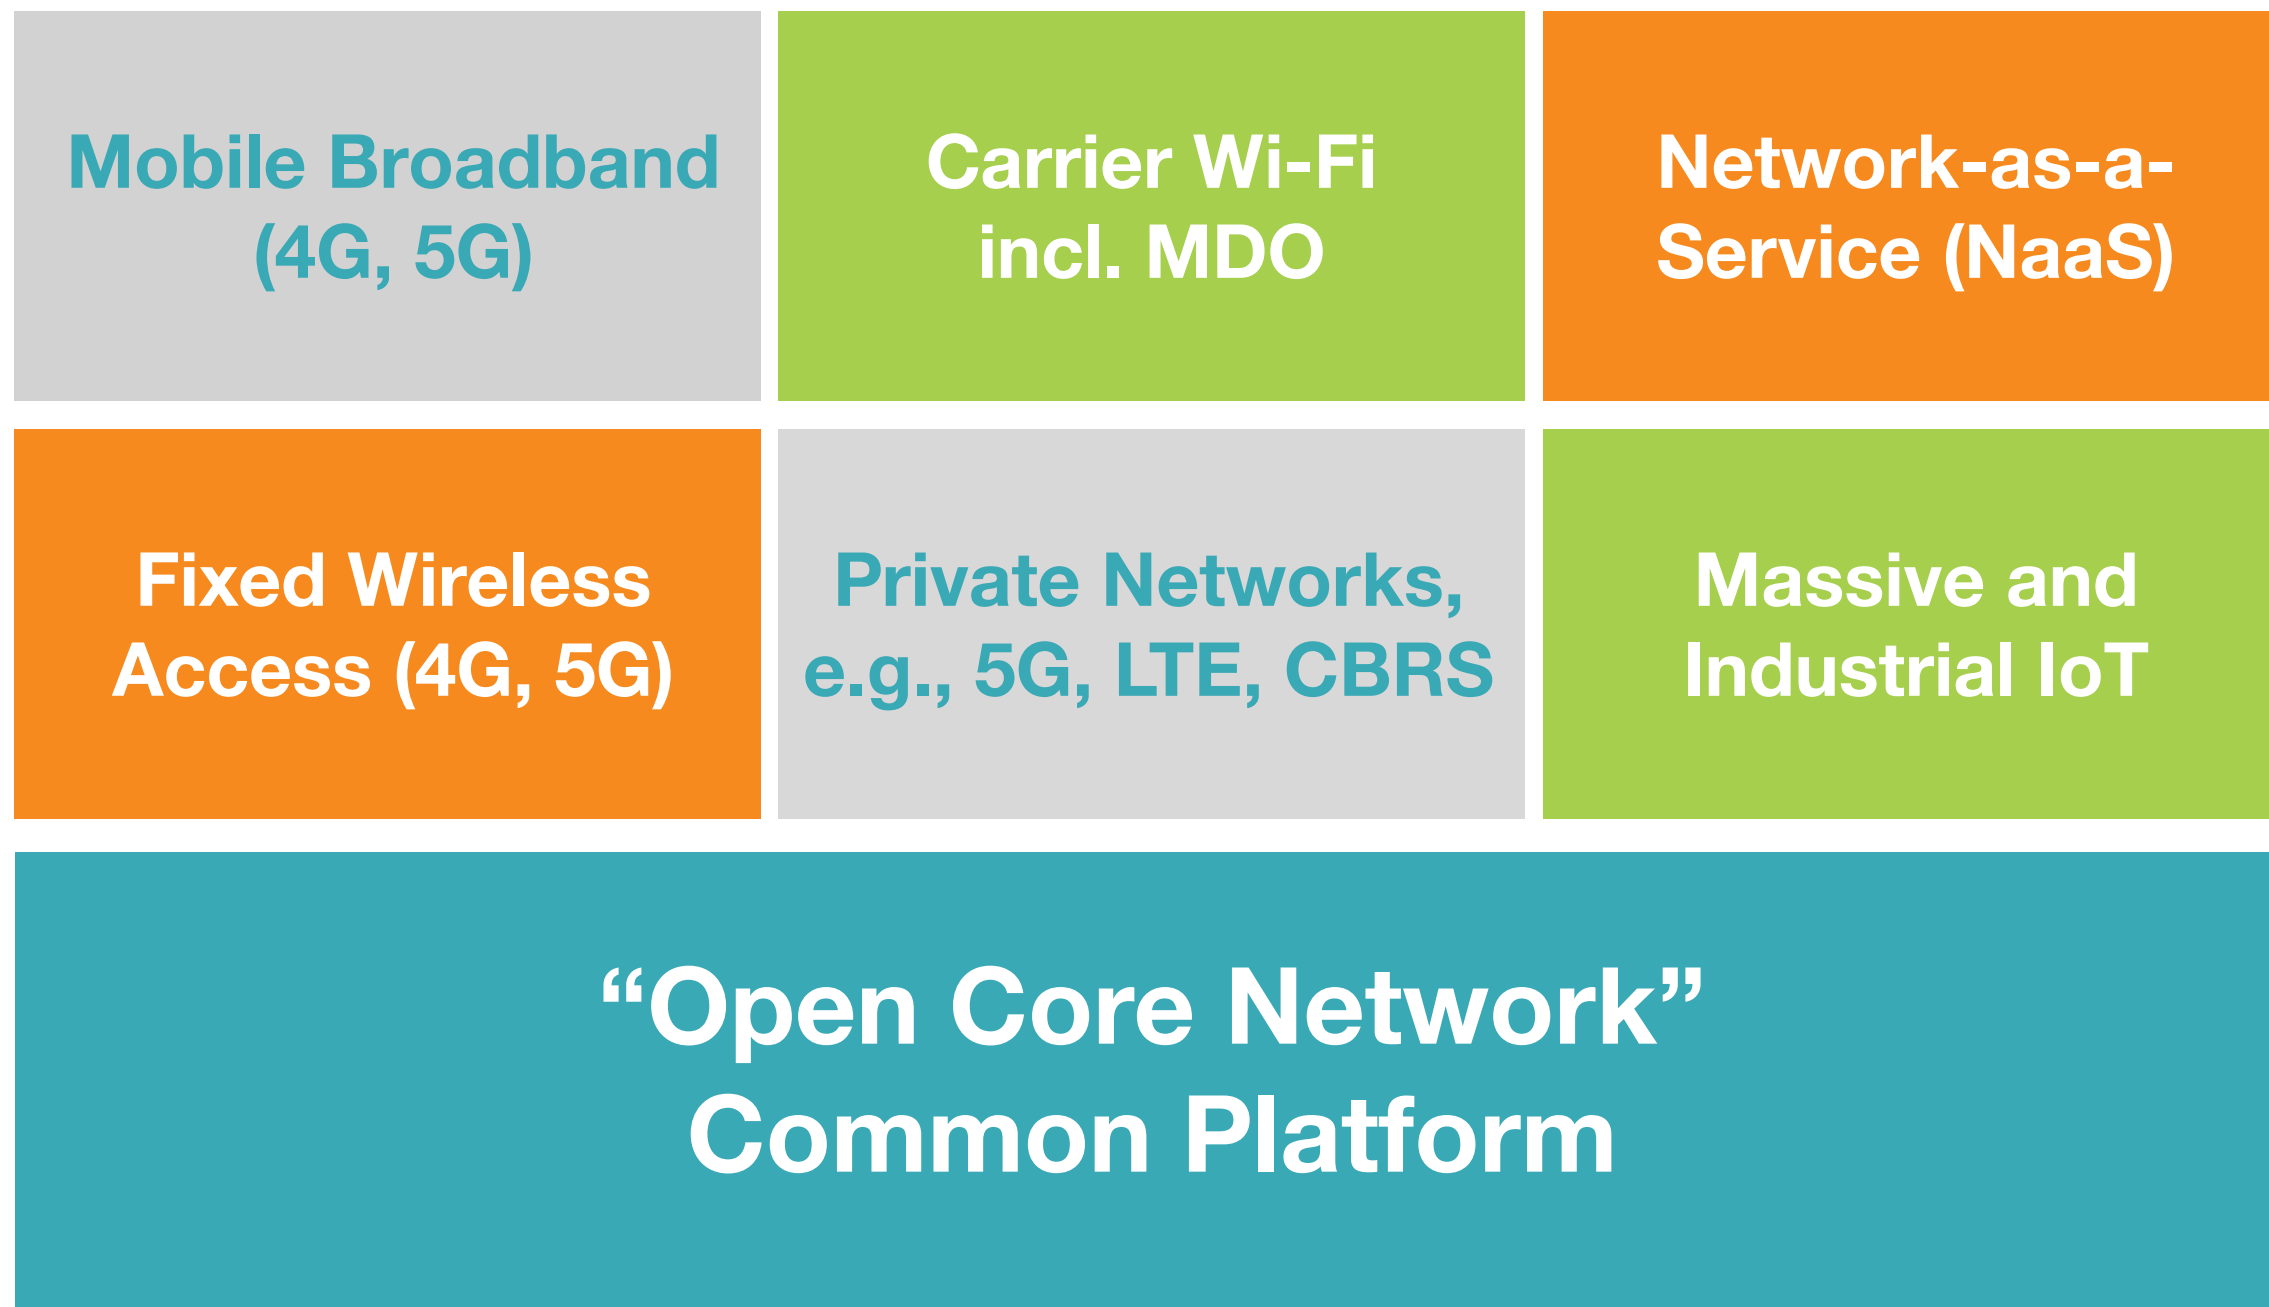 Mobile Broadband
(4G, 5G)
Carrier Wi-Fi
incl. MDO
Network-as-a-
Service (NaaS)
Fixed Wireless
Access (4G, 5G)
Private Networks,
e.g., 5G, LTE, CBRS
Massive and
Industrial IoT
“Open Core Network”
Common Platform